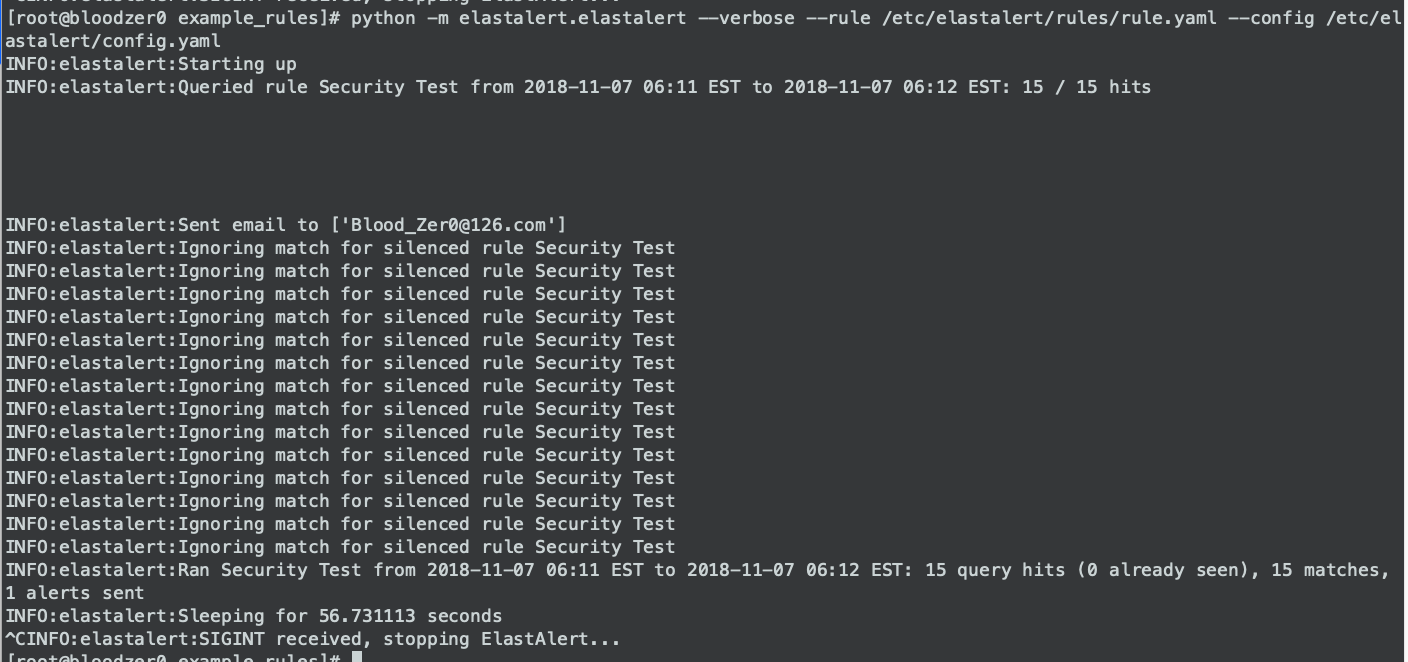 [root@bloodzer0 example_rules]# python -m elastalert.elastalert --verbose --rule /etc/elastalert/rules/rule.yaml --config /etc/el
astalert/config.yaml
INFO:elastalert:Starting up
INFO:elastalert:Queried rule Security Test from 2018-11-07 06:11 EST to 2018-11-07 06:12 EST: 15 / 15 hits
INFO:elastalert:Sent email to ['Blood_Zer0@126.com']
INFO:elastalert:Ignoring match for silenced rule Security Test
INFO:elastalert:Ignoring match for silenced rule Security Test
INFO:elastalert:Ignoring match for silenced rule Security Test
INFO:elastalert:Ignoring match for silenced rule Security Test
INFO:elastalert:Ignoring match for silenced rule Security Test
INFO:elastalert:Ignoring match for silenced rule Security Test
INFO:elastalert:Ignoring match for silenced rule Security Test
INFO:elastalert:Ignoring match for silenced rule Security Test
INFO:elastalert:Ignoring match for silenced rule Security Test
INFO:elastalert:Ignoring match for silenced rule Security Test
INFO:elastalert:Ignoring match for silenced rule Security Test
INFO:elastalert:Ignoring match for silenced rule Security Test
INFO:elastalert:Ignoring match for silenced rule Security Test
INFO:elastalert:Ignoring match for silenced rule Security Test
INFO:elastalert:Ran Security Test from 2018-11-07 06:11 EST to 2018-11-07 06:12 EST: 15 query hits (0 already seen), 15 matches,
1 alerts sent
INFO:elastalert:Sleeping for 56.731113 seconds
^CINFO:elastalert:SIGINT received, stopping ElastAlert...
[root@bloodzer0 example_rules]#